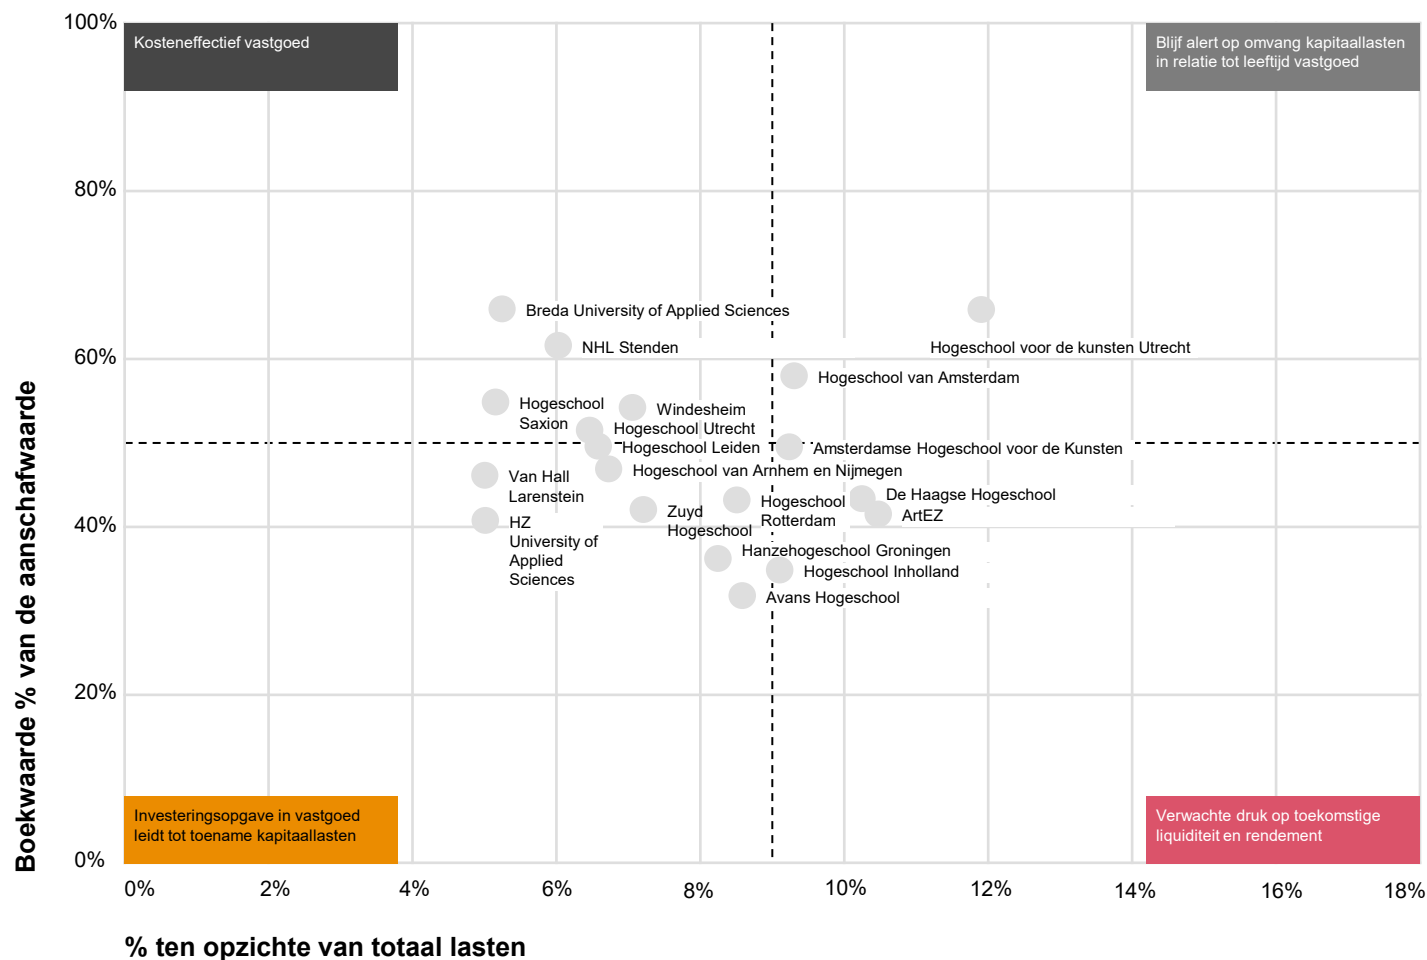 100%
Kosteneffectief vastgoed
Blijf alert op omvang kapitaallasten
in relatie tot leeftijd vastgoed
80%
Breda University of Applied Sciences
NHL Stenden
Hogeschool voor de kunsten Utrecht
60%
Hogeschool van Amsterdam
Hogeschool
Saxion
Windesheim
Hogeschool Utrecht
Hogeschool Leiden
Amsterdamse Hogeschool voor de Kunsten
Hogeschool van Arnhem en Nijmegen
Van Hall
Larenstein
De Haagse Hogeschool
Hogeschool
Rotterdam
ArtEZ
Zuyd
Hogeschool
40%
HZ
University of
Applied
Sciences
Hanzehogeschool Groningen
Hogeschool Inholland
Avans Hogeschool
20%
Investeringsopgave in vastgoed
leidt tot toename kapitaallasten
Verwachte druk op toekomstige
liquiditeit en rendement
0%
Boekwaarde % van de aanschafwaarde
0% 2% 4% 6% 8% 10% 12% 14% 16% 18%
% ten opzichte van totaal lasten